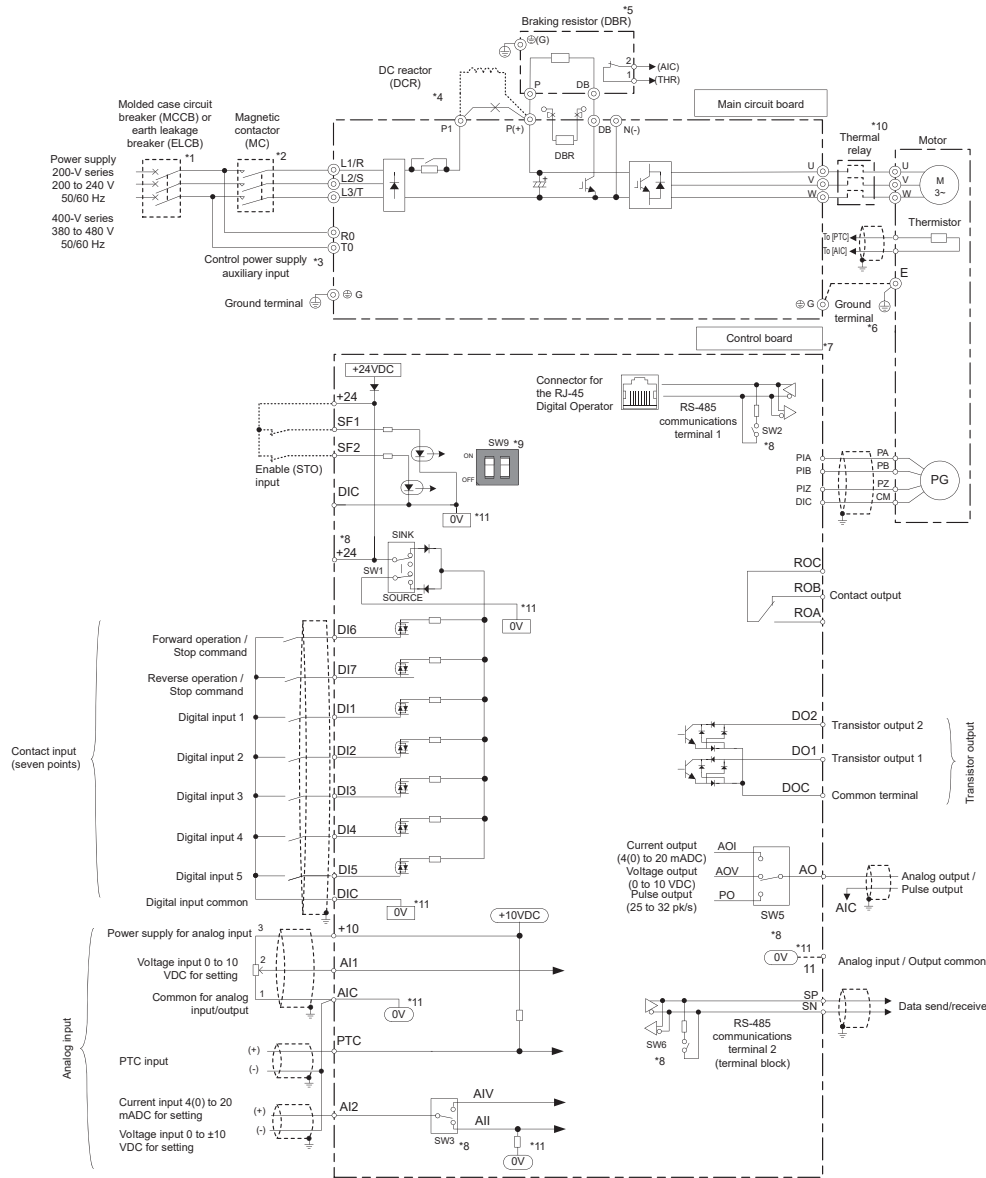 *5
Braking resistor (DBR)
(G)
2
(AIC)
1
(THR)
DC reactor
(DCR)
*4
P
DB
P1
P(+)
DB
N(-)
DBR
Main circuit board
Molded case circuit
breaker (MCCB) or
earth leakage
breaker (ELCB)
*1
Magnetic
contactor
(MC)
*2
Power supply
200-V series
200 to 240 V
50/60 Hz
400-V series
380 to 480 V
50/60 Hz
L1/R
L2/S
L3/T
R0
T0
Control power supply
auxiliary input
*3
Ground terminal
G
*10
Thermal
relay
Motor
U
V
W
U
V
W
M
3~
Thermistor
To [PTC]
To [AIC]
E
G
Ground
terminal
*6
Control board
*7
+24VDC
+24
SF1
SF2
Enable (STO)
input
DIC
0V
*11
SW9
*9
ON
OFF
Connector for
the RJ-45
Digital Operator
RS-485
communications
terminal 1
SW2
*8
PIA
PIB
PIZ
DIC
PA
PB
PZ
CM
PG
*8
+24
SINK
SW1
SOURCE
*11
0V
ROC
ROB
ROA
Contact output
Contact input
(seven points)
Forward operation /
Stop command
DI6
Reverse operation /
Stop command
DI7
Digital input 1
DI1
Digital input 2
DI2
Digital input 3
DI3
Digital input 4
DI4
Digital input 5
DI5
Digital input common
DIC
0V
*11
DO2
Transistor output 2
DO1
Transistor output 1
DOC
Common terminal
Transistor output
Current output
(4(0) to 20 mADC)
Voltage output
(0 to 10 VDC)
Pulse output
(25 to 32 pk/s)
AOI
AOV
PO
SW5
*8
AO
AIC
Analog output /
Pulse output
0V
*11
11
Analog input / Output common
Analog input
Power supply for analog input
3
+10
+10VDC
Voltage input 0 to 10
VDC for setting
2
AI1
Common for analog
input/output
1
AIC
0V
*11
PTC input
(+)
(-)
PTC
Current input 4(0) to 20
mADC for setting
Voltage input 0 to ±10
VDC for setting
(+)
(-)
AI2
SW3
*8
AIV
AII
*11
0V
SP
SN
Data send/receive
SW6
*8
RS-485
communications
terminal 2
(terminal block)